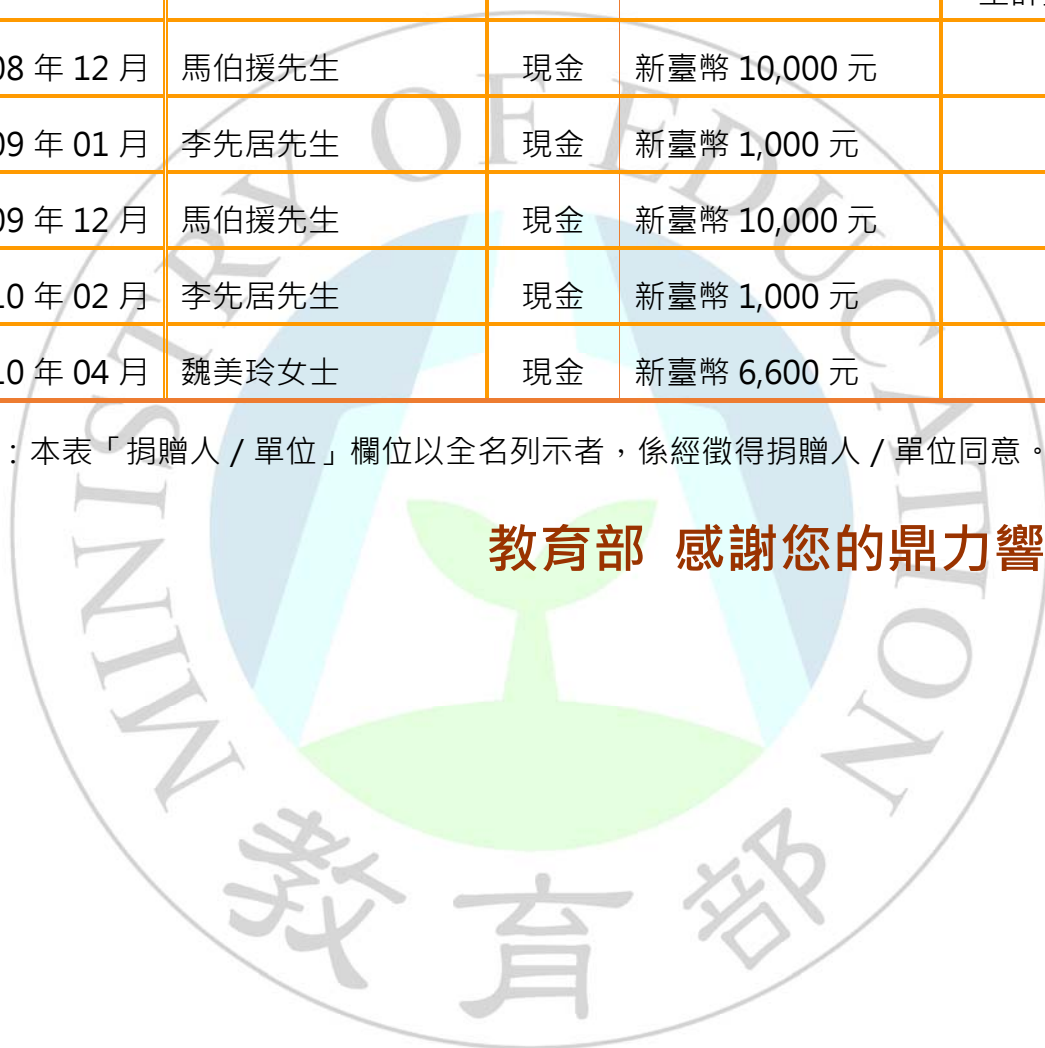 08 年 12 月 馬伯援先生 現金 新臺幣 10,000 元
09 年 01 月 李先居先生 現金 新臺幣 1,000 元
09 年 12 月 馬伯援先生 現金 新臺幣 10,000 元
10 年 02 月 李先居先生 現金 新臺幣 1,000 元
10 年 04 月 魏美玲女士 現金 新臺幣 6,600 元
：本表「捐贈人 / 單位」欄位以全名列示者，係經徵得捐贈人 / 單位同意。
教育部 感謝您的鼎力響
MINISTRY OF EDUCATION
教育部